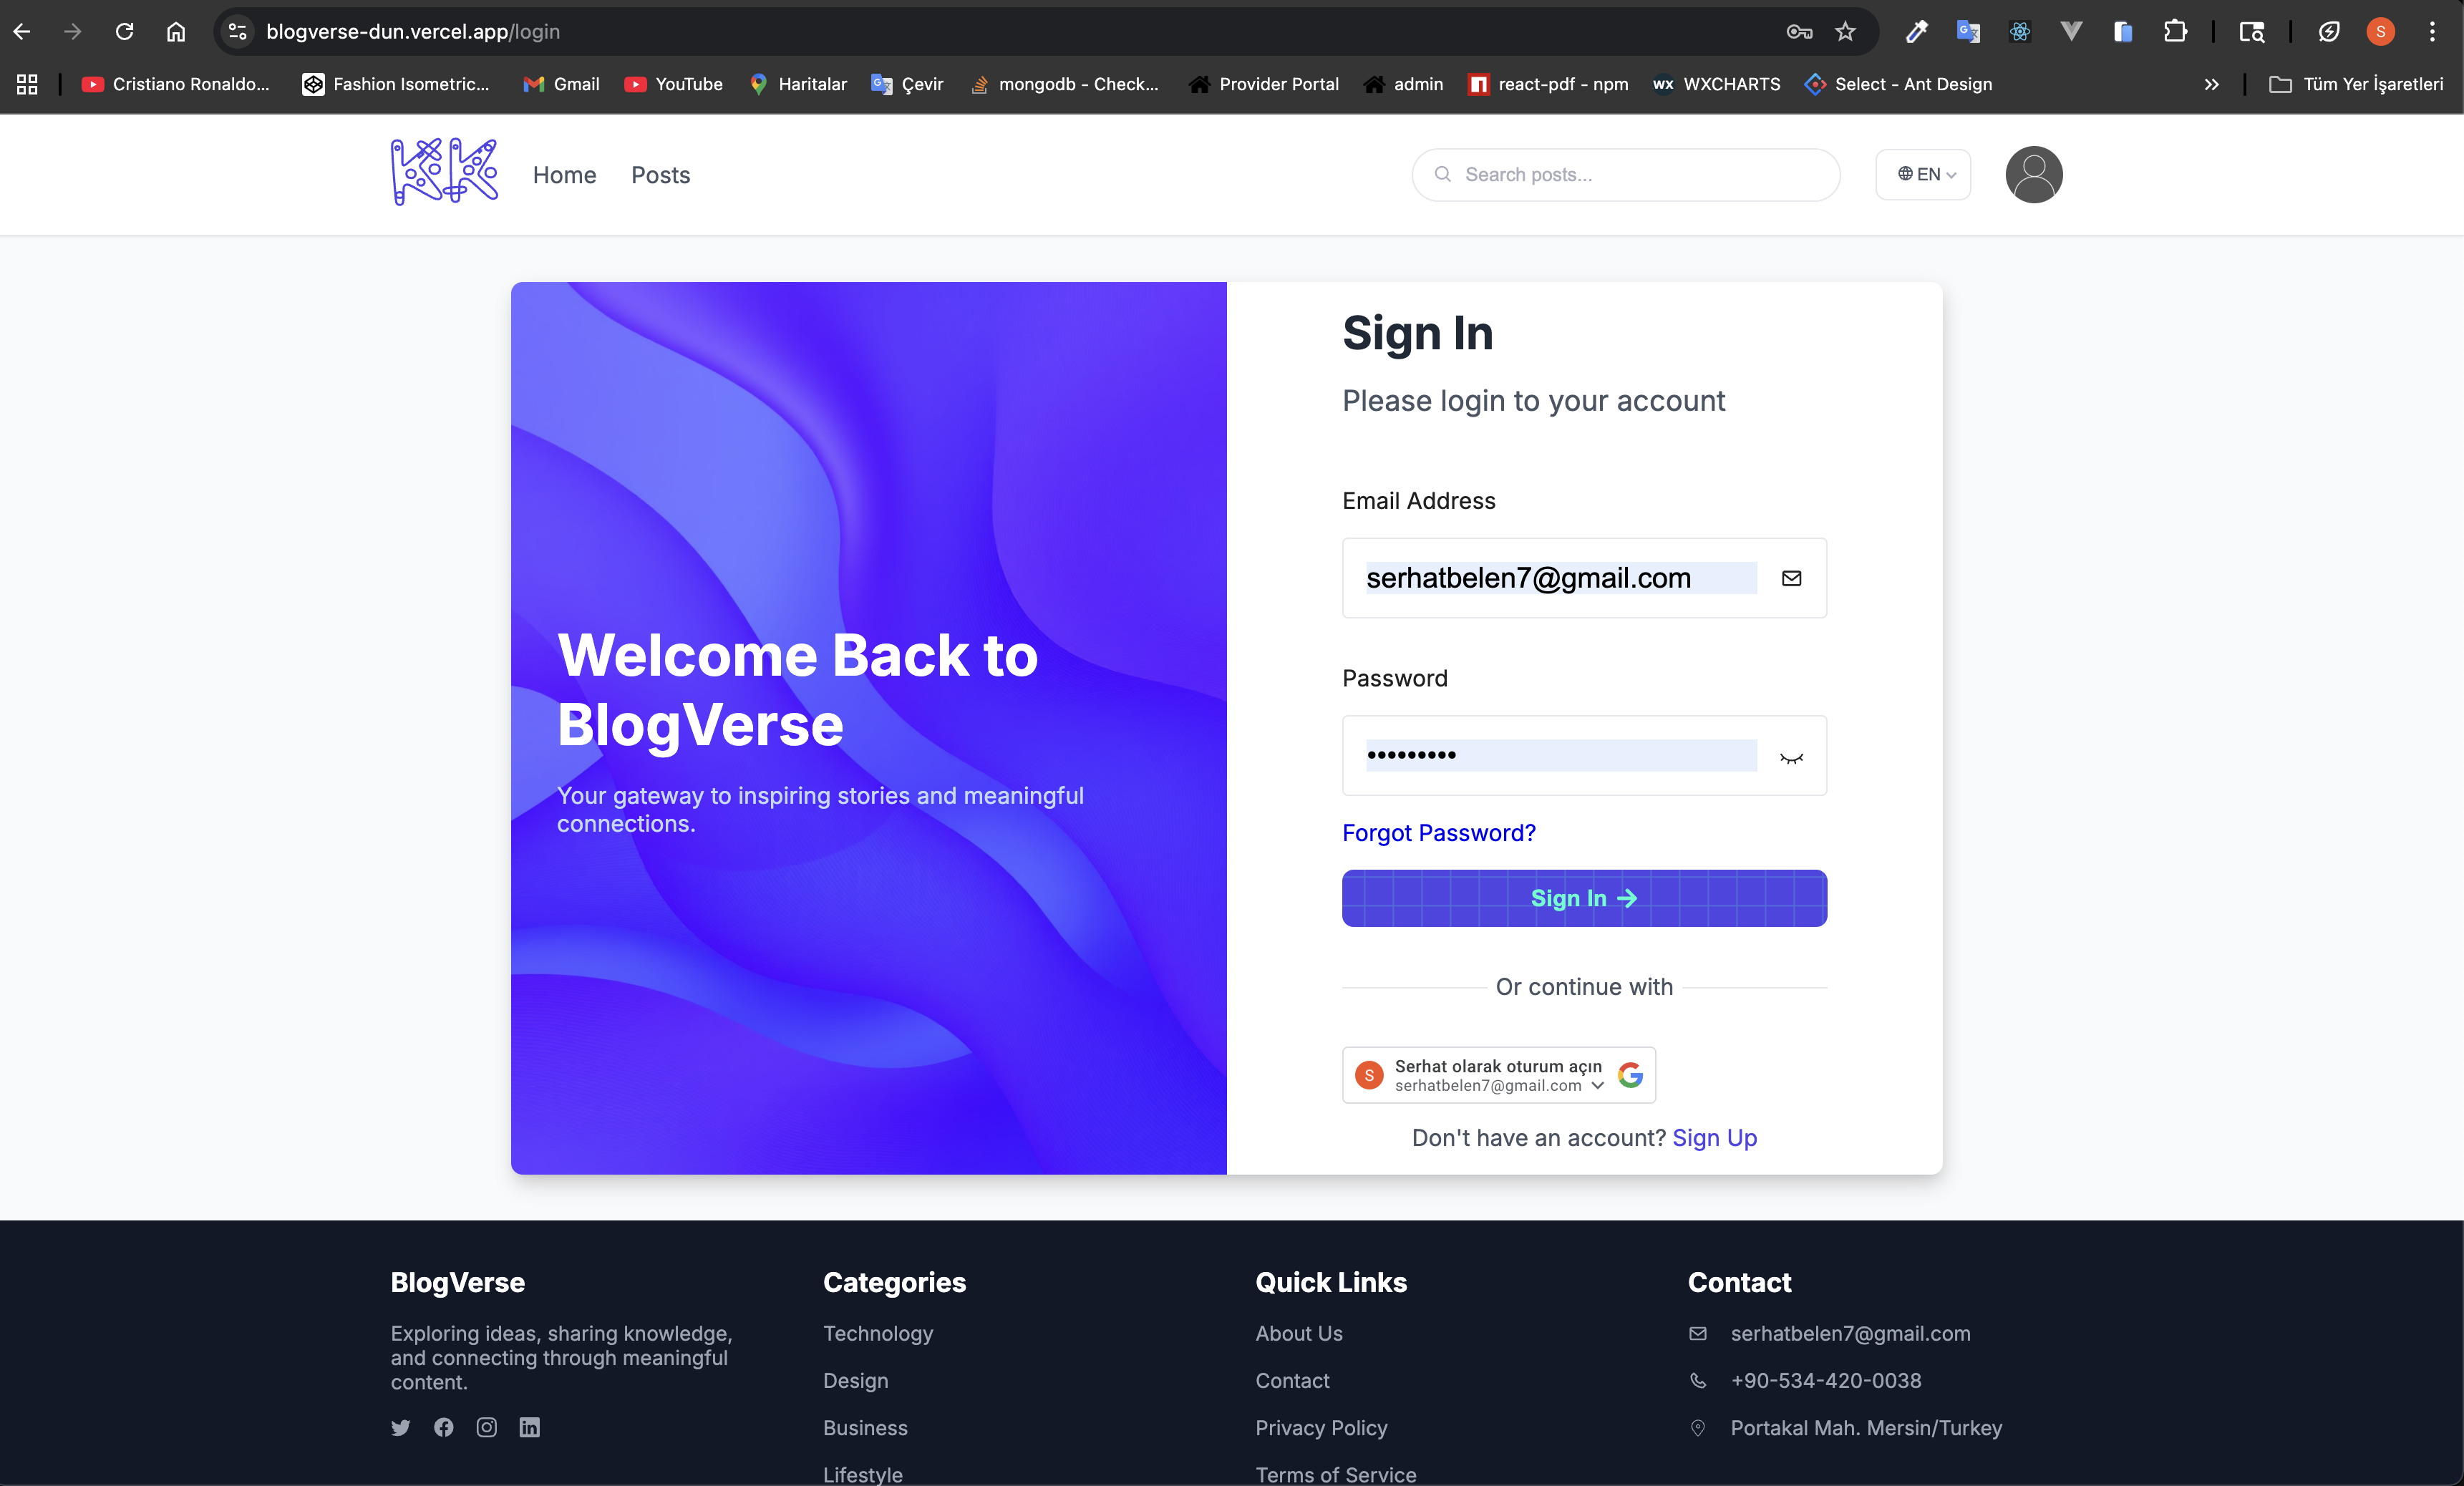 blogverse-dun.vercel.app/login
S
Cristiano Ronaldo...
Fashion Isometric...
Gmail
YouTube
Haritalar
Çevir
mongodb - Check...
Provider Portal
admin
react-pdf - npm
WX WXCHARTS
Select - Ant Design
Tüm Yer İşaretleri
KK
Home
Posts
Search posts...
EN
Welcome Back to
BlogVerse
Your gateway to inspiring stories and meaningful
connections.
Sign In
Please login to your account
Email Address
serhatbelen7@gmail.com
Password
•••••••••
Forgot Password?
Sign In →
Or continue with
S
Serhat olarak oturum açın
serhatbelen7@gmail.com
Don't have an account? Sign Up
BlogVerse
Exploring ideas, sharing knowledge,
and connecting through meaningful
content.
Categories
Technology
Design
Business
Lifestyle
Quick Links
About Us
Contact
Privacy Policy
Terms of Service
Contact
serhatbelen7@gmail.com
+90-534-420-0038
Portakal Mah. Mersin/Turkey